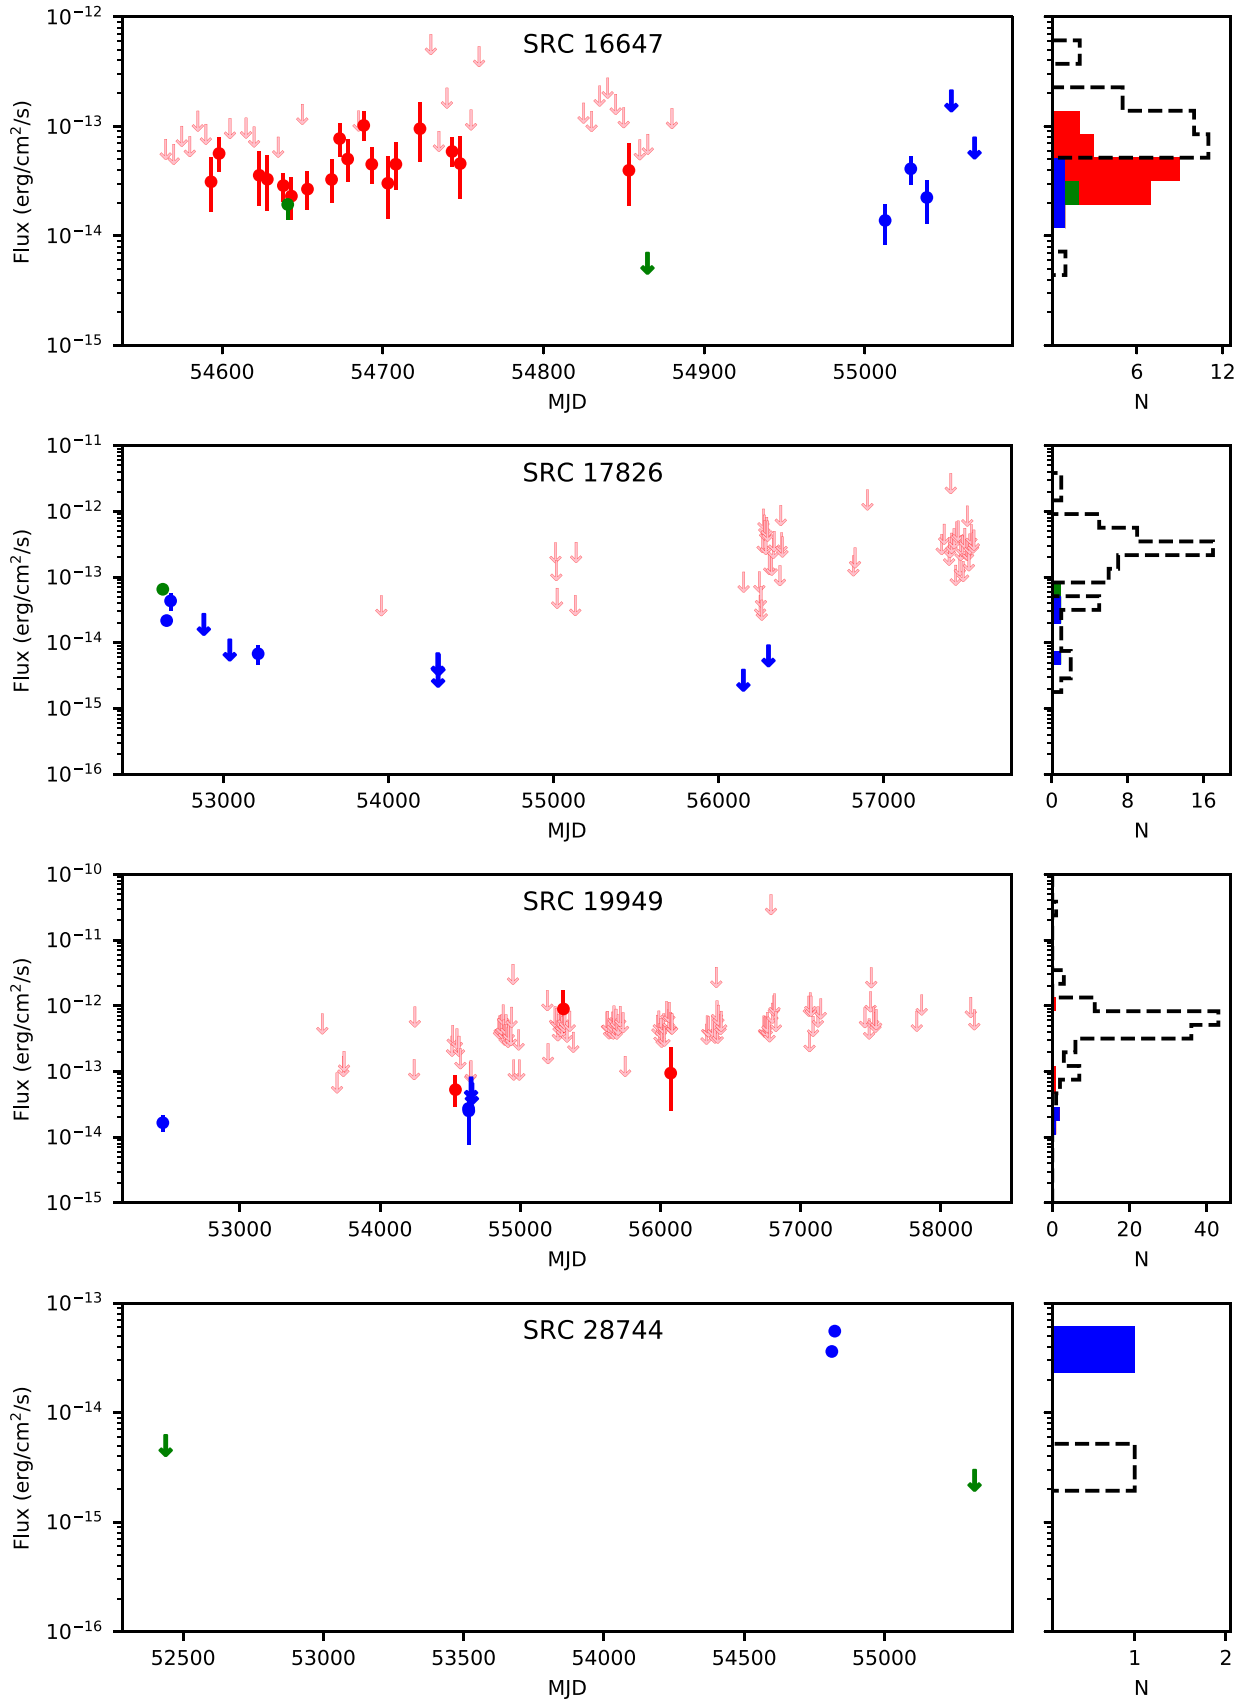 SRC 16647
Flux (erg/cm²/s)
10⁻¹²
10⁻¹³
10⁻¹⁴
10⁻¹⁵
54600 54700 54800 54900 55000
MJD
6 12
N
SRC 17826
Flux (erg/cm²/s)
10⁻¹¹
10⁻¹²
10⁻¹³
10⁻¹⁴
10⁻¹⁵
10⁻¹⁶
53000 54000 55000 56000 57000
MJD
0 8 16
N
SRC 19949
Flux (erg/cm²/s)
10⁻¹⁰
10⁻¹¹
10⁻¹²
10⁻¹³
10⁻¹⁴
10⁻¹⁵
53000 54000 55000 56000 57000 58000
MJD
0 20 40
N
SRC 28744
Flux (erg/cm²/s)
10⁻¹³
10⁻¹⁴
10⁻¹⁵
10⁻¹⁶
52500 53000 53500 54000 54500 55000
MJD
1 2
N